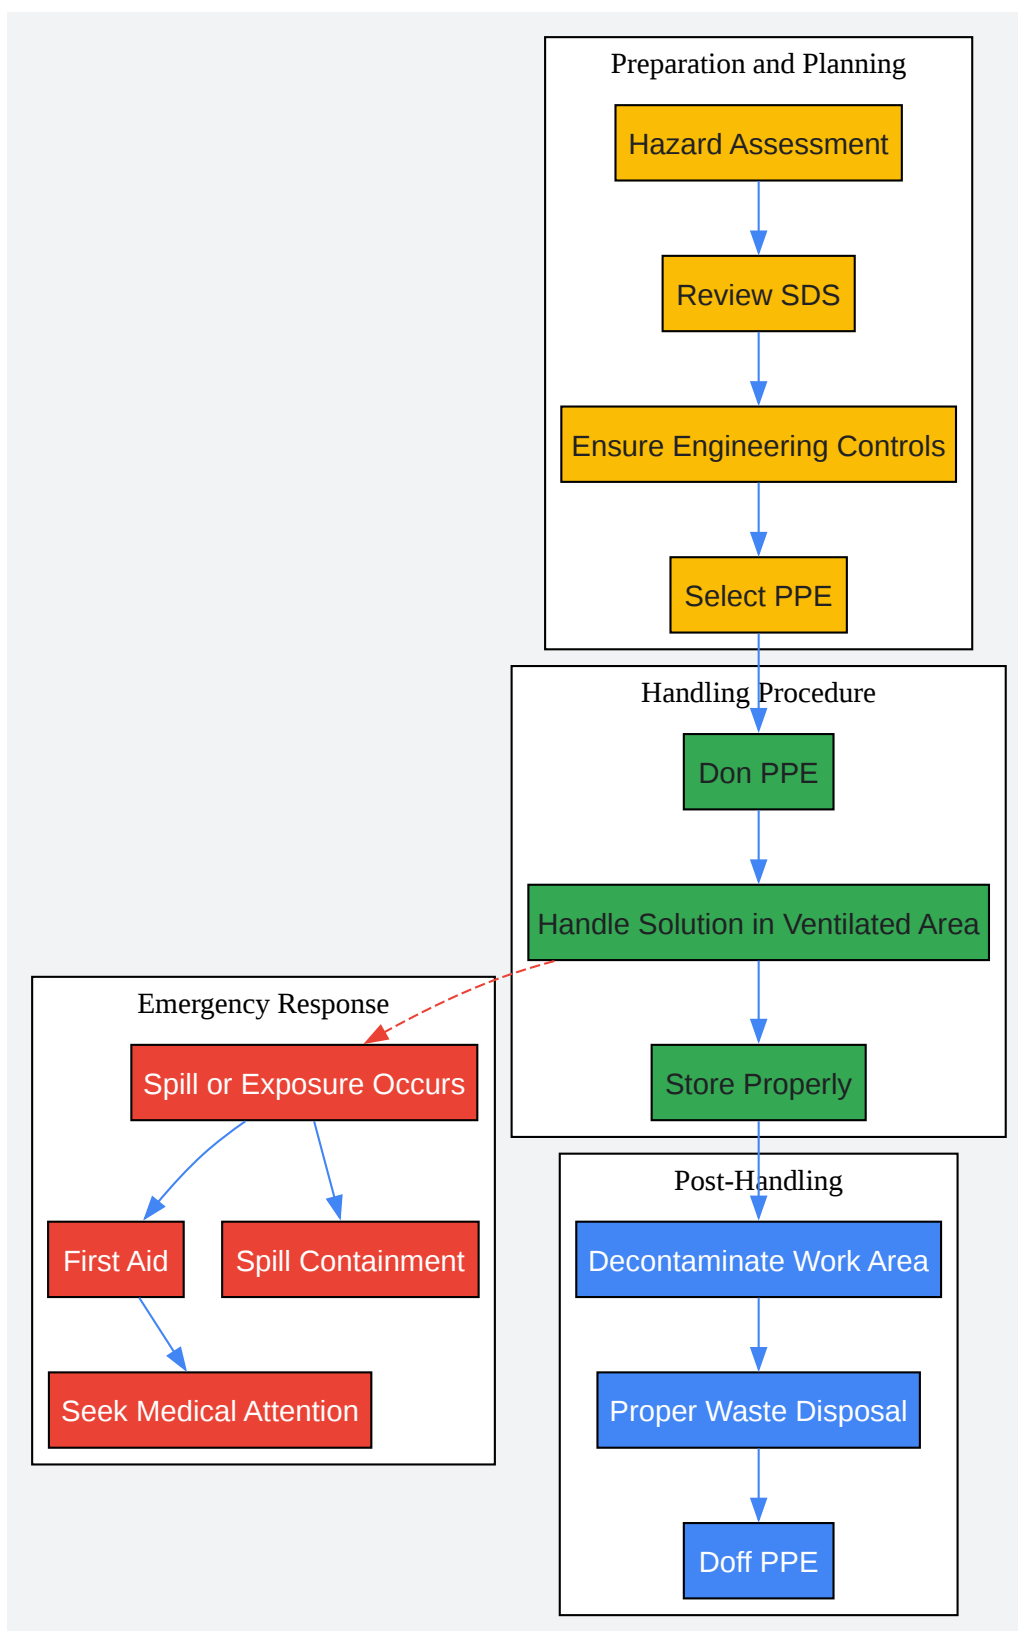 Preparation and Planning
Hazard Assessment
Review SDS
Ensure Engineering Controls
Select PPE
Handling Procedure
Don PPE
Handle Solution in Ventilated Area
Store Properly
Emergency Response
Spill or Exposure Occurs
First Aid
Spill Containment
Seek Medical Attention
Post-Handling
Decontaminate Work Area
Proper Waste Disposal
Doff PPE